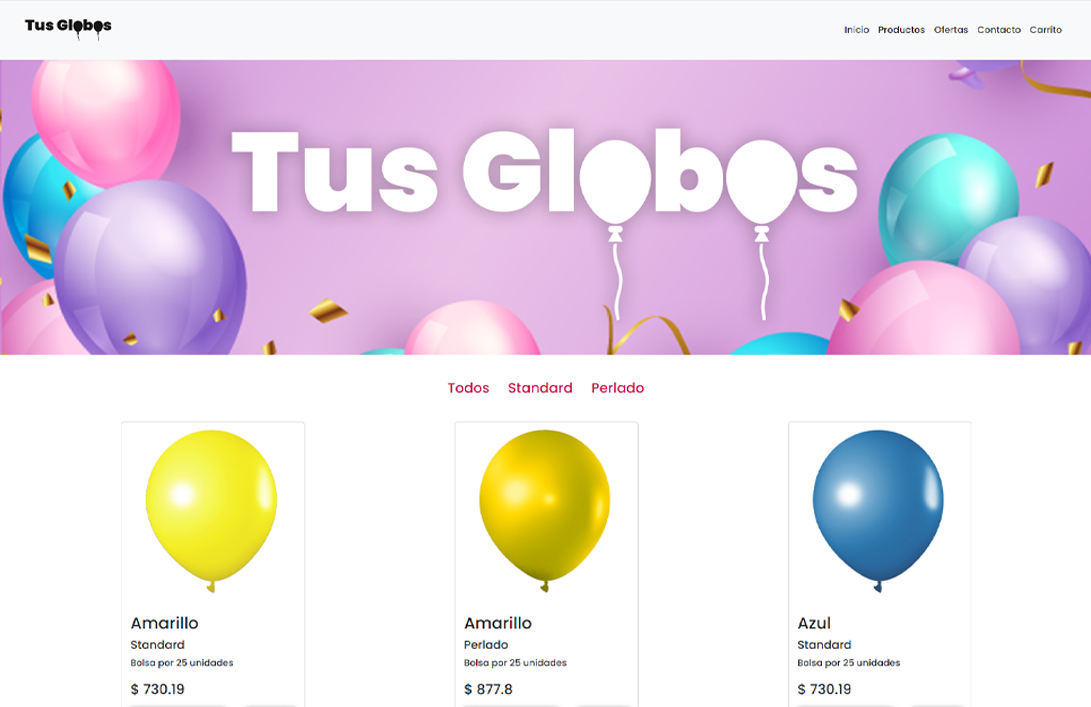 Tus Globos
Inicio Productos Ofertas Contacto Carrito
Tus Globos
Todos Standard Perlado
Amarillo
Standard
Bolsa por 25 unidades
$ 730.19
Amarillo
Perlado
Bolsa por 25 unidades
$ 877.8
Azul
Standard
Bolsa por 25 unidades
$ 730.19